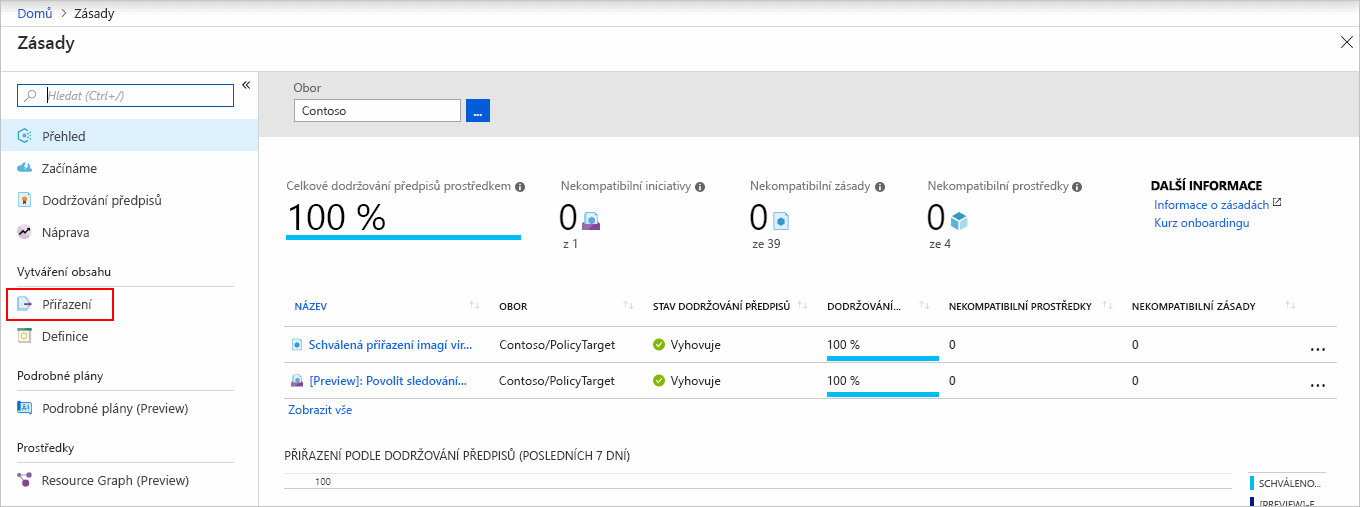 Domů > Zásady
Zásady
Hledat (Ctrl+/)
Přehled
Začínáme
Dodržování předpisů
Náprava
Vytváření obsahu
Přiřazení
Definice
Podrobné plány
Podrobné plány (Preview)
Prostředky
Resource Graph (Preview)
Obor
Contoso
...
Celkové dodržování předpisů prostředkem
100 %
Nekompatibilní iniciativy
0
z 1
Nekompatibilní zásady
0
ze 39
Nekompatibilní prostředky
0
ze 4
DALŠÍ INFORMACE
Informace o zásadách
Kurz onboardingu
NÁZEV OBOR STAV DODRŽOVÁNÍ PŘEDPISŮ DODRŽOVÁNÍ... NEKOMPATIBILNÍ PROSTŘEDKY NEKOMPATIBILNÍ ZÁSADY
Schválená přiřazení imagí vir... Contoso/PolicyTarget Vyhovuje 100 % 0 0 ...
[Preview]: Povolit sledování... Contoso/PolicyTarget Vyhovuje 100 % 0 0 ...
Zobrazit vše
PŘIŘAZENÍ PODLE DODRŽOVÁNÍ PŘEDPISŮ (POSLEDNÍCH 7 DNÍ)
100
SCHVÁLENO...